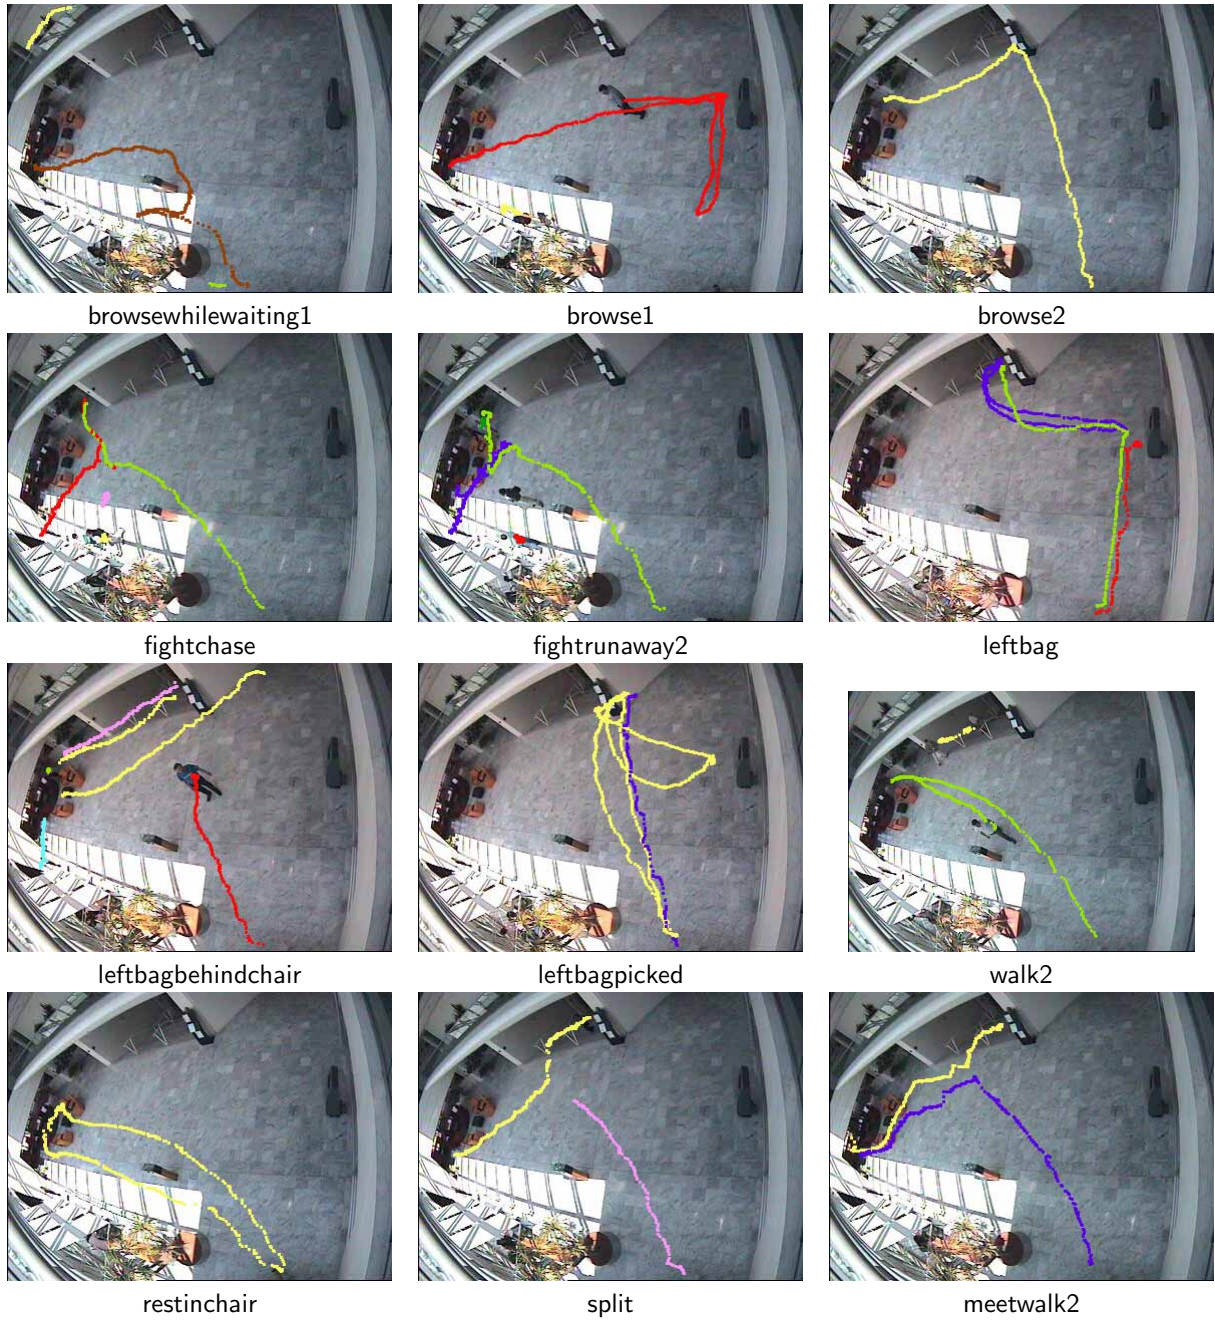 browsewhilewaiting1
browse1
browse2
fightchase
fightrunaway2
leftbag
leftbagbehindchair
leftbagpicked
walk2
restinchair
split
meetwalk2